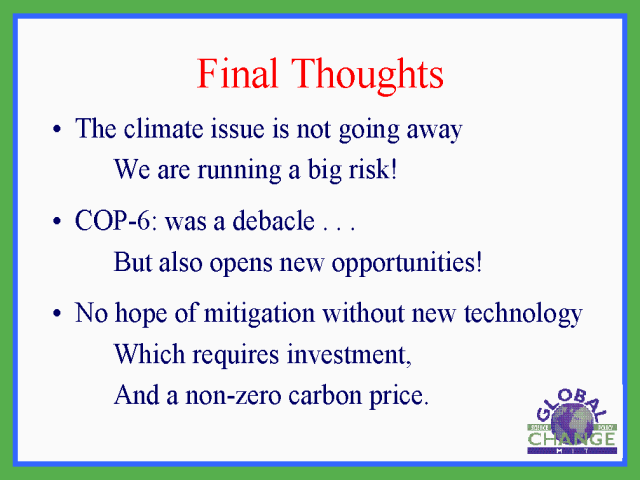 Final Thoughts
• The climate issue is not going away
We are running a big risk!
• COP-6: was a debacle . . .
But also opens new opportunities!
• No hope of mitigation without new technology
Which requires investment,
And a non-zero carbon price.
GLOBAL
CHANGE
MIT